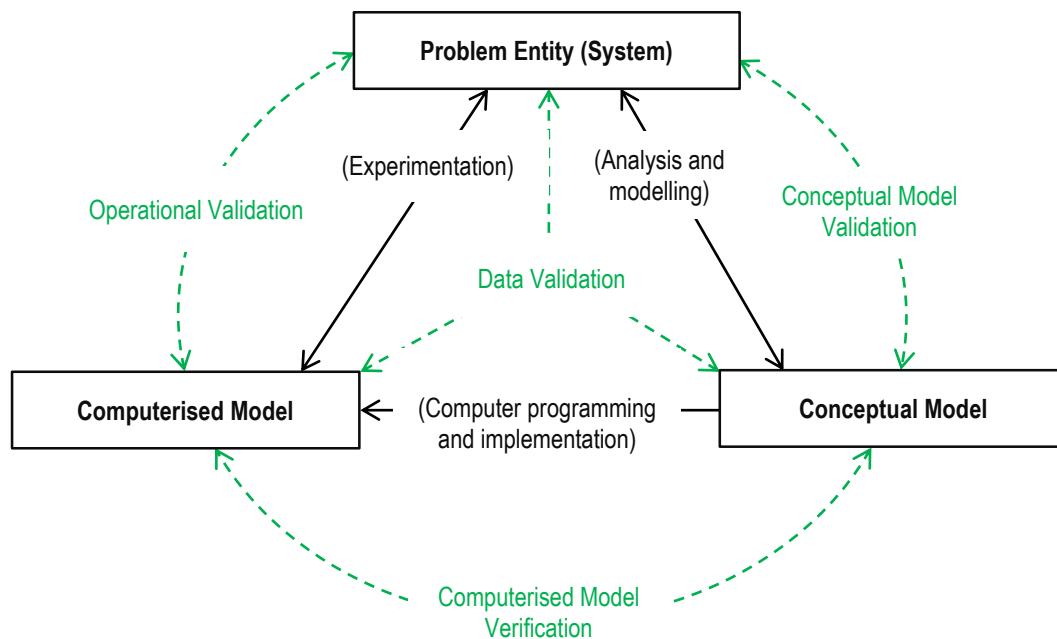 Problem Entity (System)
(Experimentation)
(Analysis and
modelling)
Operational Validation
Conceptual Model
Validation
Data Validation
Computerised Model
(Computer programming
and implementation)
Conceptual Model
Computerised Model
Verification